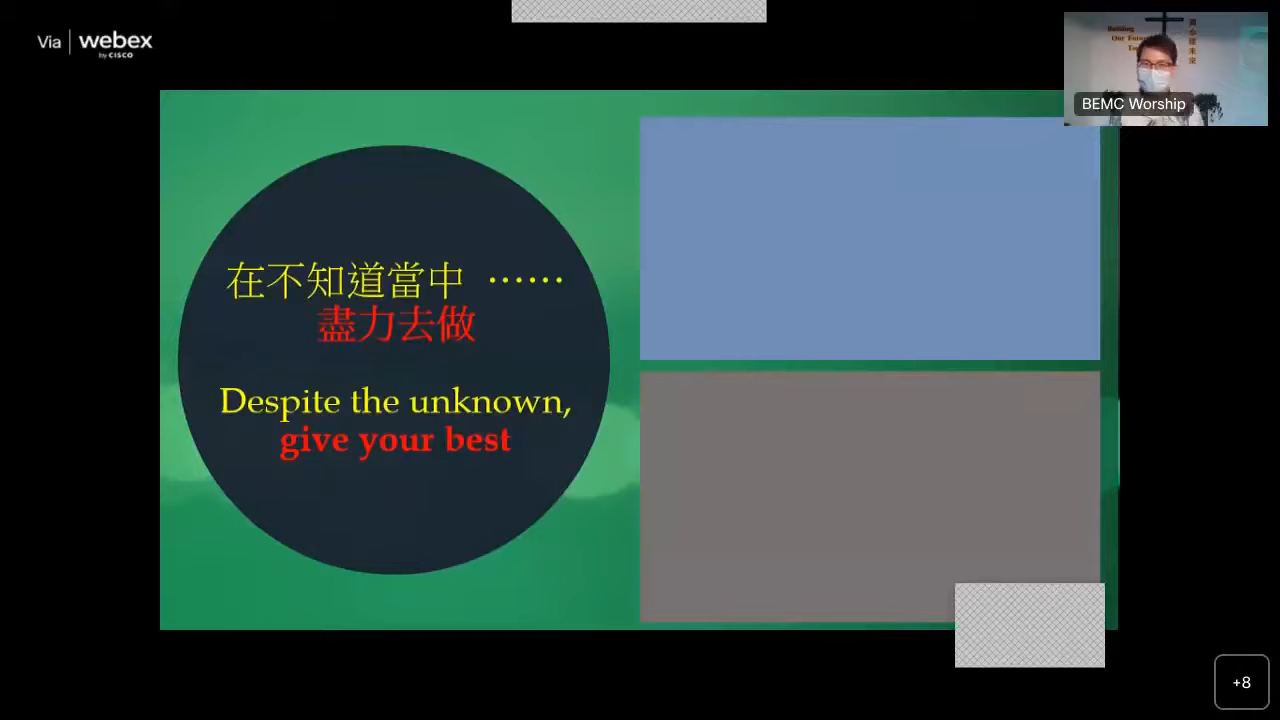 Via webex
by CISCO
BEMC Worship
在不知道當中 ⋯⋯
盡力去做
Despite the unknown,
give your best
+8